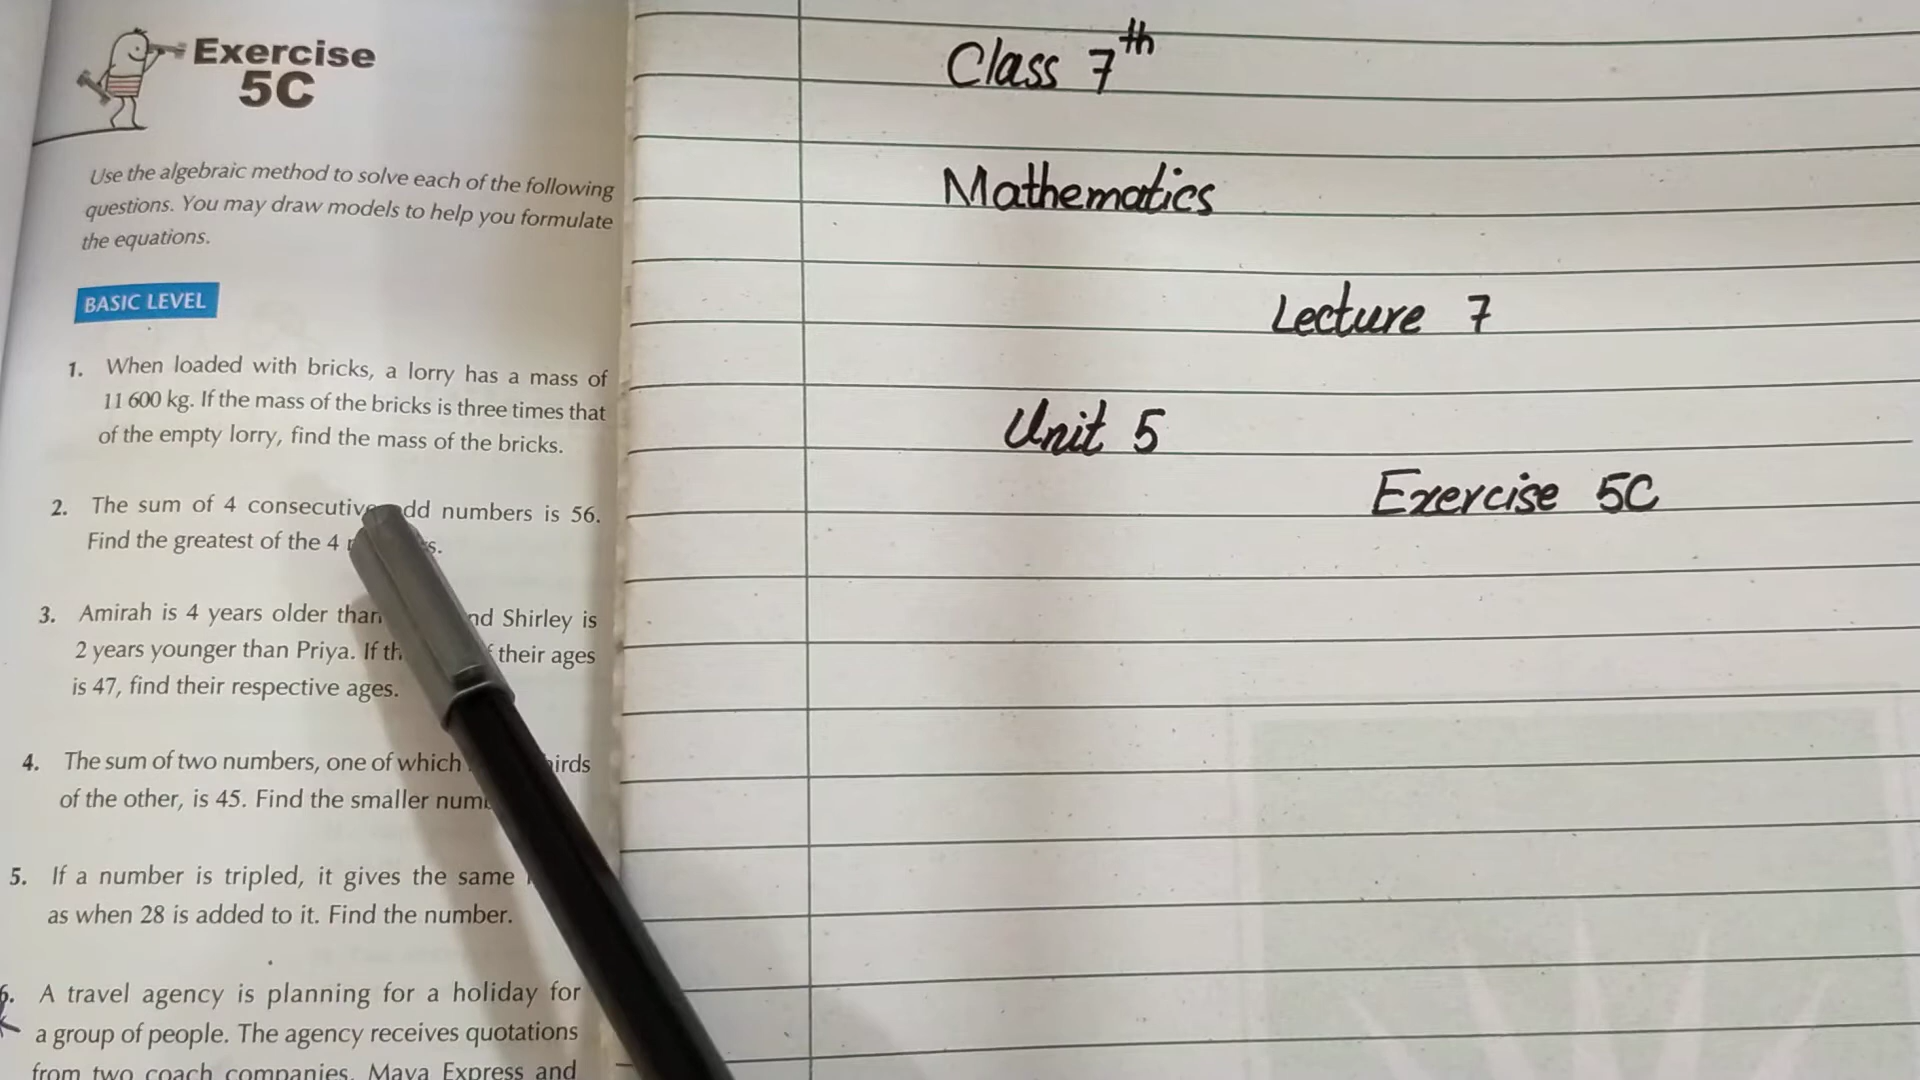 Exercise
5C
Use the algebraic method to solve each of the following
questions. You may draw models to help you formulate
the equations.
BASIC LEVEL
1. When loaded with bricks, a lorry has a mass of
11 600 kg. If the mass of the bricks is three times that
of the empty lorry, find the mass of the bricks.
2. The sum of 4 consecutive odd numbers is 56.
Find the greatest of the 4
3. Amirah is 4 years older than Shirley is
2 years younger than Priya. If their ages
is 47, find their respective ages.
4. The sum of two numbers, one of which
of the other, is 45. Find the smaller
5. If a number is tripled, it gives the same
as when 28 is added to it. Find the number.
6. A travel agency is planning for a holiday for
a group of people. The agency receives quotations
from two coach companies, Maya Express and
Class 7th
Mathematics
Lecture 7
Unit 5
Exercise 5C